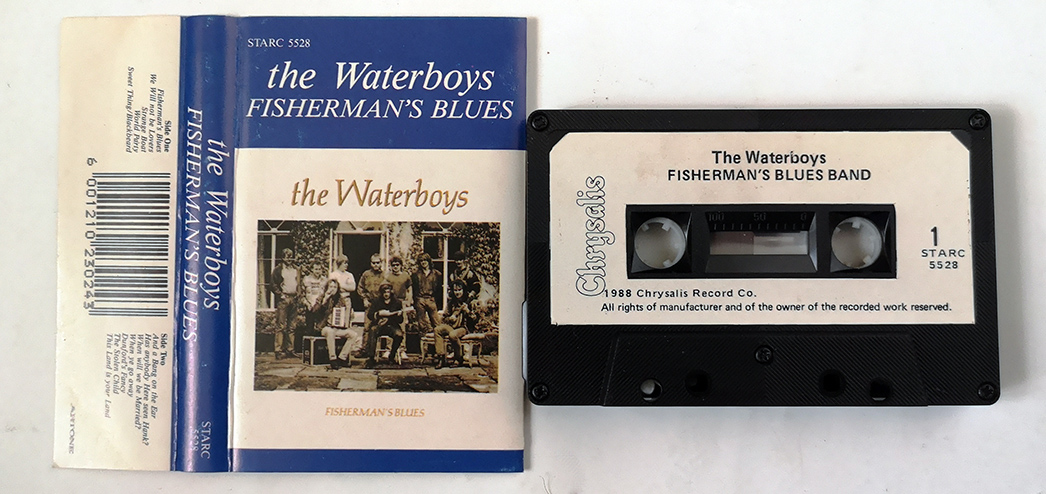 Side One
Fisherman's Blues
We Will not be Lovers
Strange Boat
World Party
Sweet Thing/Blackbeard
6 001210 230243
Side Two
And a Bang on the Ear
Has anybody Here seen Hank?
When will we be Married?
When ye go away
Dunford's Fancy
The Stolen Child
This Land is your Land
the Waterboys
FISHERMAN'S BLUES
STARC
5528
STARC 5528
the Waterboys
FISHERMAN'S BLUES
the Waterboys
FISHERMAN'S BLUES
The Waterboys
FISHERMAN'S BLUES BAND
100 50 0
Chrysalis
1
STARC
5528
1988 Chrysalis Record Co.
All rights of manufacturer and of the owner of the recorded work reserved.